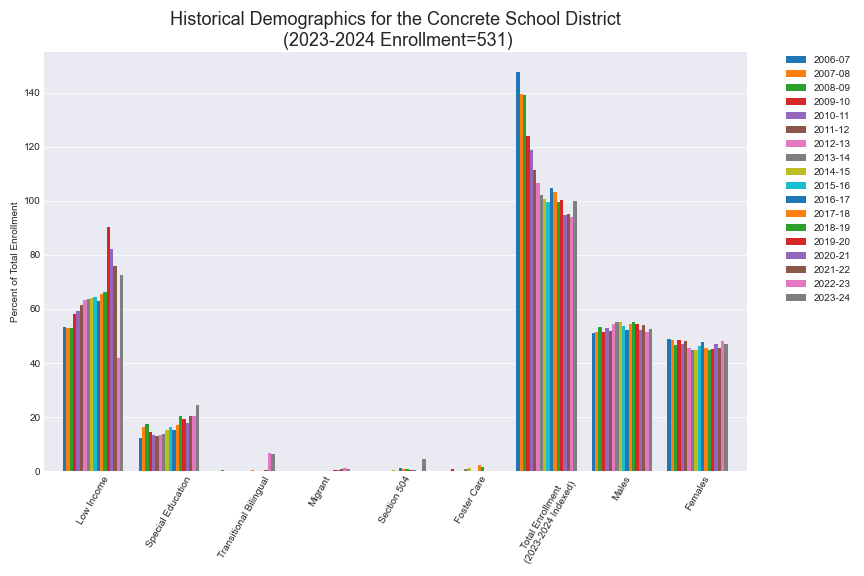 Historical Demographics for the Concrete School District
(2023-2024 Enrollment=531)
Percent of Total Enrollment
140
120
100
80
60
40
20
0
Low Income
Special Education
Transitional Bilingual
Migrant
Section 504
Foster Care
Total Enrollment
(2023-2024 Indexed)
Males
Females
2006-07
2007-08
2008-09
2009-10
2010-11
2011-12
2012-13
2013-14
2014-15
2015-16
2016-17
2017-18
2018-19
2019-20
2020-21
2021-22
2022-23
2023-24